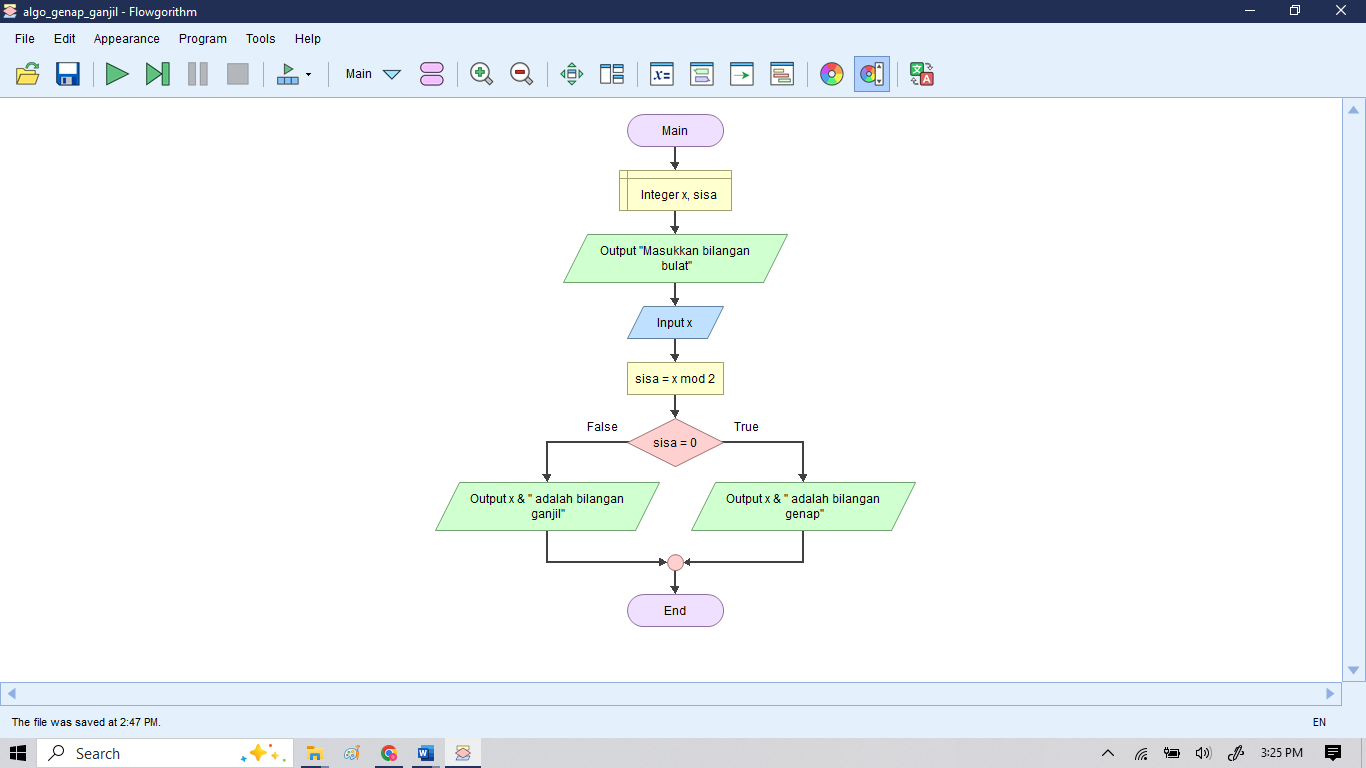 algo_genap_ganjil - Flowgorithm
File Edit Appearance Program Tools Help
Main
x=
A
Main
Integer x, sisa
Output "Masukkan bilangan
bulat"
Input x
sisa = x mod 2
False
True
sisa = 0
Output x & " adalah bilangan
ganjil"
Output x & " adalah bilangan
genap"
End
The file was saved at 2:47 PM.
EN
Search
W
3:25 PM